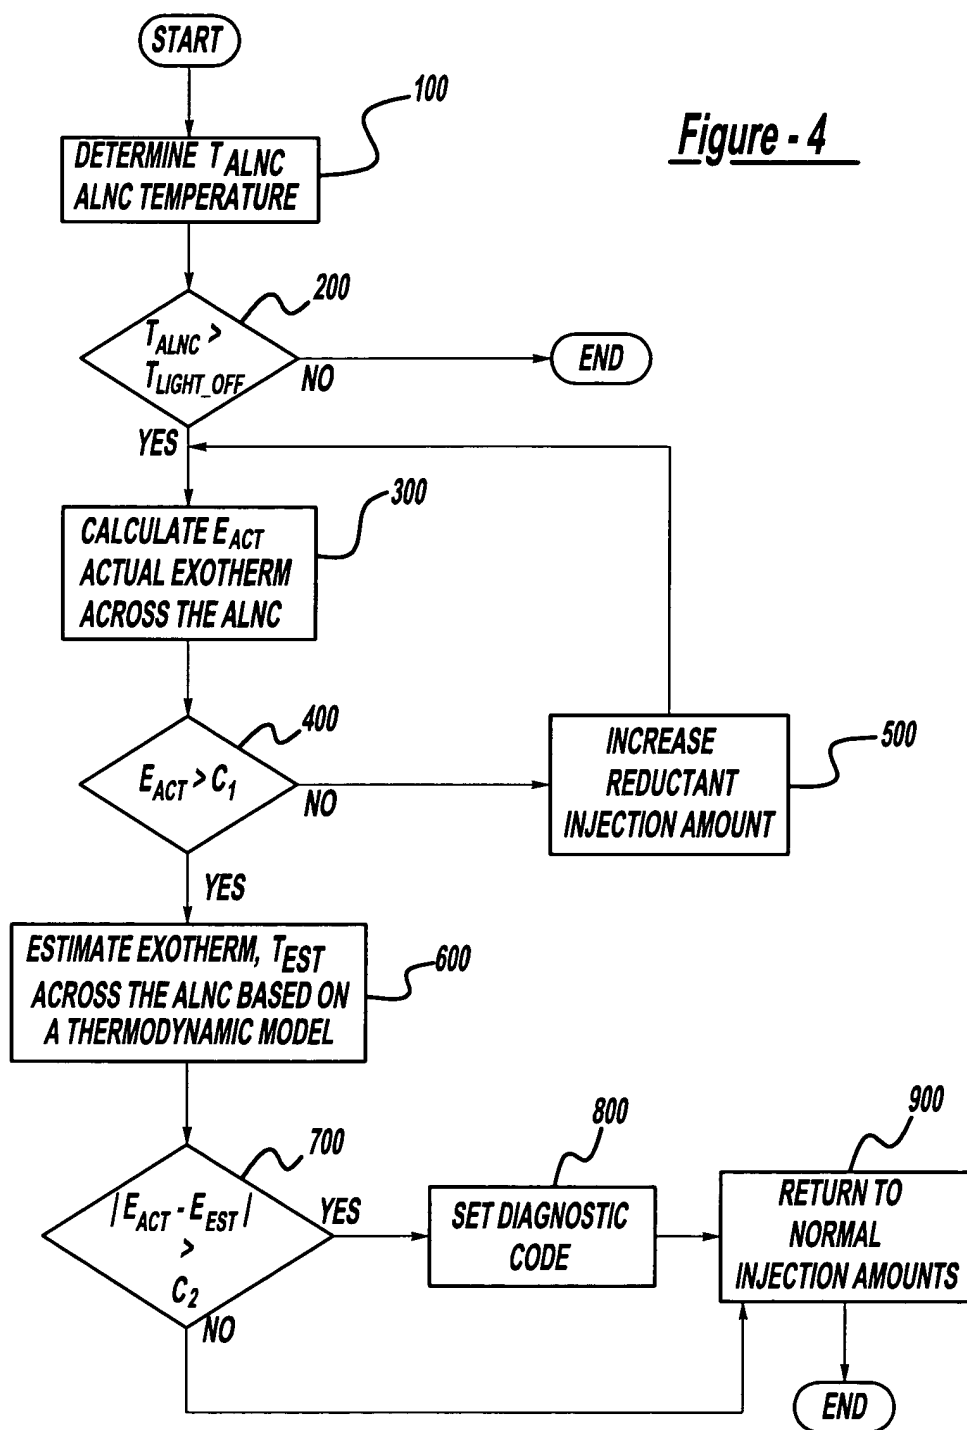 START
100
Figure - 4
DETERMINE T ALNC
ALNC TEMPERATURE
200
T ALNC >
T LIGHT_OFF
NO
END
YES
300
CALCULATE E ACT
ACTUAL EXOTHERM
ACROSS THE ALNC
400
E ACT > C 1
NO
INCREASE
REDUCTANT
INJECTION AMOUNT
500
YES
ESTIMATE EXOTHERM, T EST
ACROSS THE ALNC BASED ON
A THERMODYNAMIC MODEL
600
700
| E ACT - E EST |
>
C 2
YES
NO
800
SET DIAGNOSTIC
CODE
900
RETURN TO
NORMAL
INJECTION AMOUNTS
END